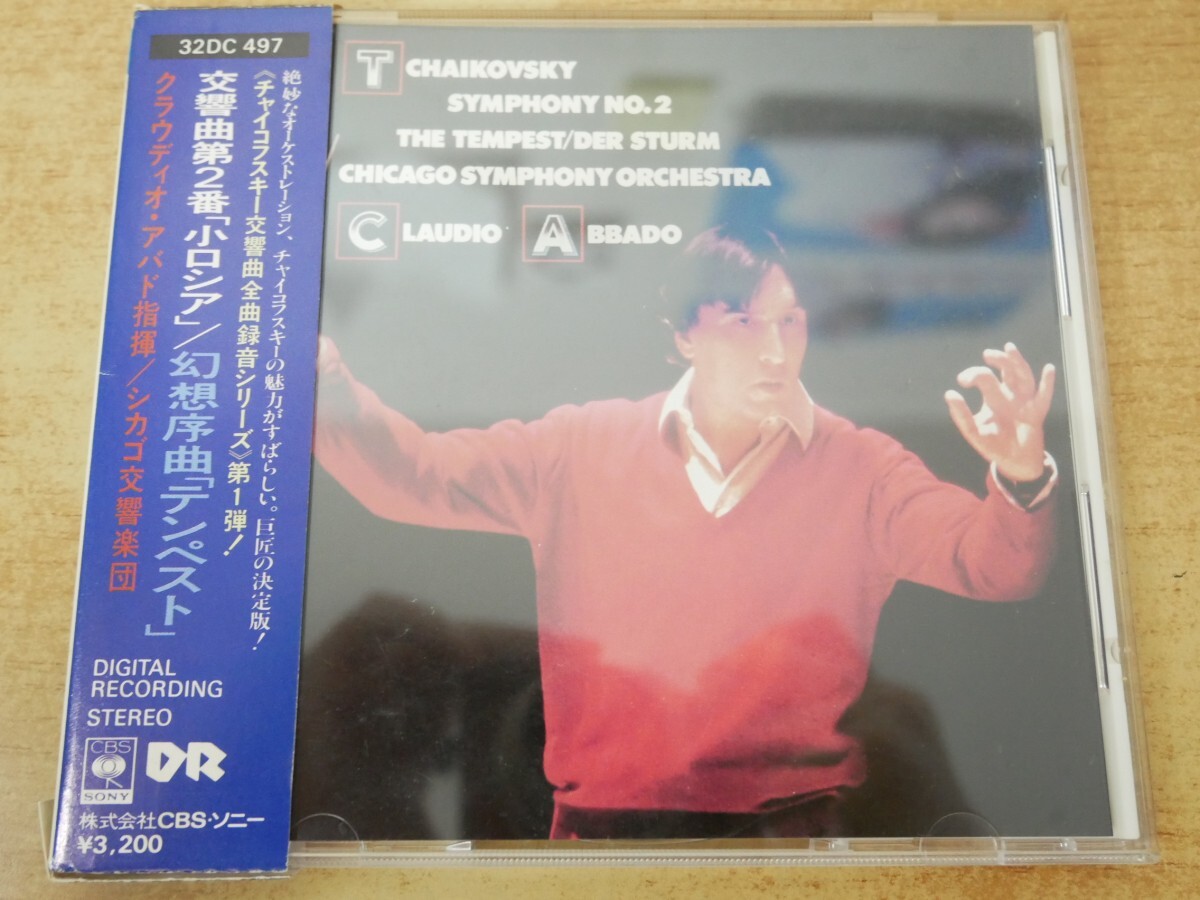 32DC 497
絶妙なオーケストレーション、チャイコフスキーの魅力がすばらしい。巨匠の決定版!
《チャイコフスキー交響曲全曲録音シリーズ》第1弾!
交響曲第2番「小ロシア」/幻想序曲「テンペスト」
クラウディオ・アバド指揮/シカゴ交響楽団
DIGITAL
RECORDING
STEREO
CBS
SONY
DR
株式会社CBS・ソニー
¥3,200
TCHAIKOVSKY
SYMPHONY NO.2
THE TEMPEST/DER STURM
CHICAGO SYMPHONY ORCHESTRA
CLAUDIO ABBADO